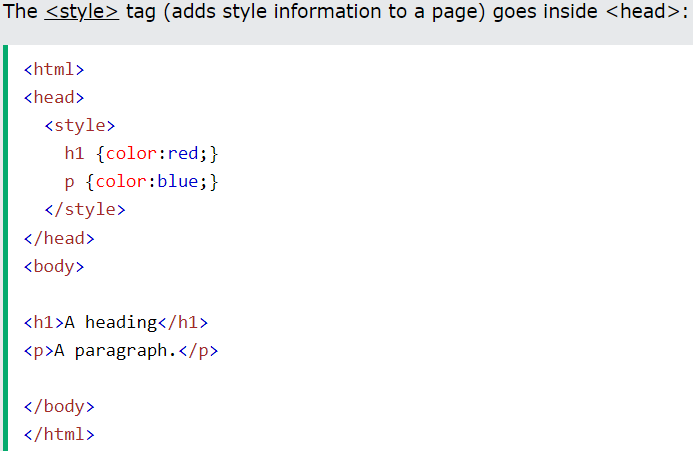 The <style> tag (adds style information to a page) goes inside <head>:
<html>
<head>
<style>
h1 {color:red;}
p {color:blue;}
</style>
</head>
<body>
<h1>A heading</h1>
<p>A paragraph.</p>
</body>
</html>